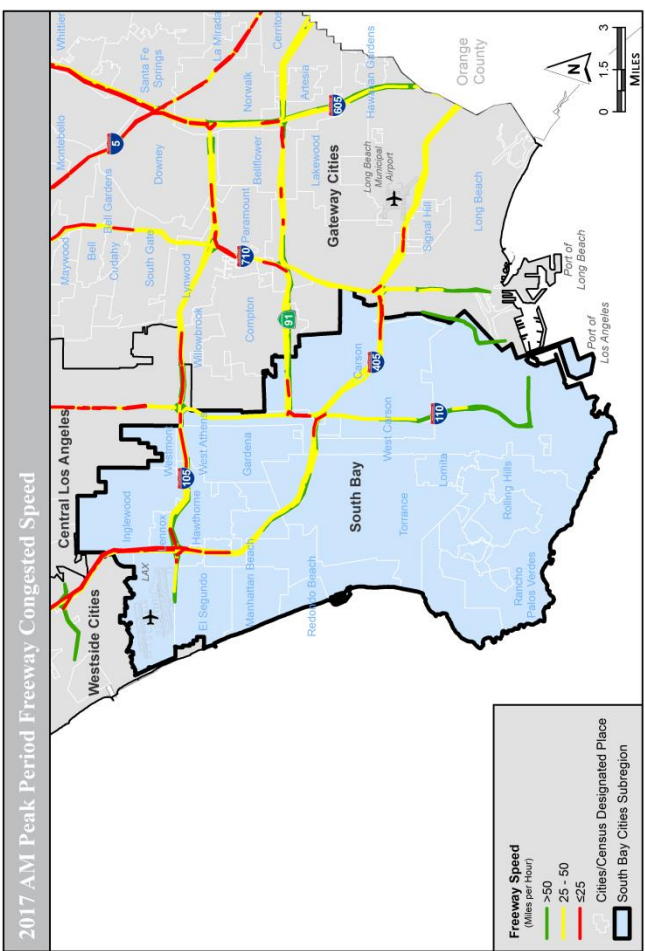 2017 AM Peak Period Freeway Congested Speed
Westside Cities
Central Los Angeles
Maywood
Bell
Cudahy
Bell Gardens
Montebello
Whittier
Santa Fe
Springs
La Mirada
5
Downey
South Gate
Lynwood
Willowbrook
Norwalk
Cerritos
Artesia
Hawaiian Gardens
605
Bellflower
Paramount
710
Compton
91
Lakewood
Gateway Cities
Inglewood
LAX
Lennox
Westmont
105
West Athens
Hawthorne
Gardena
El Segundo
Manhattan Beach
Redondo Beach
South Bay
Torrance
West Carson
Carson
405
110
Lomita
Rolling Hills
Rancho
Palos Verdes
Long Beach
Municipal
Airport
Signal Hill
Long Beach
Orange
County
Port of
Long Beach
Port of
Los Angeles
Freeway Speed
(Miles per Hour)
>50
25 - 50
≤25
Cities/Census Designated Place
South Bay Cities Subregion
N
0 1.5 3
MILES